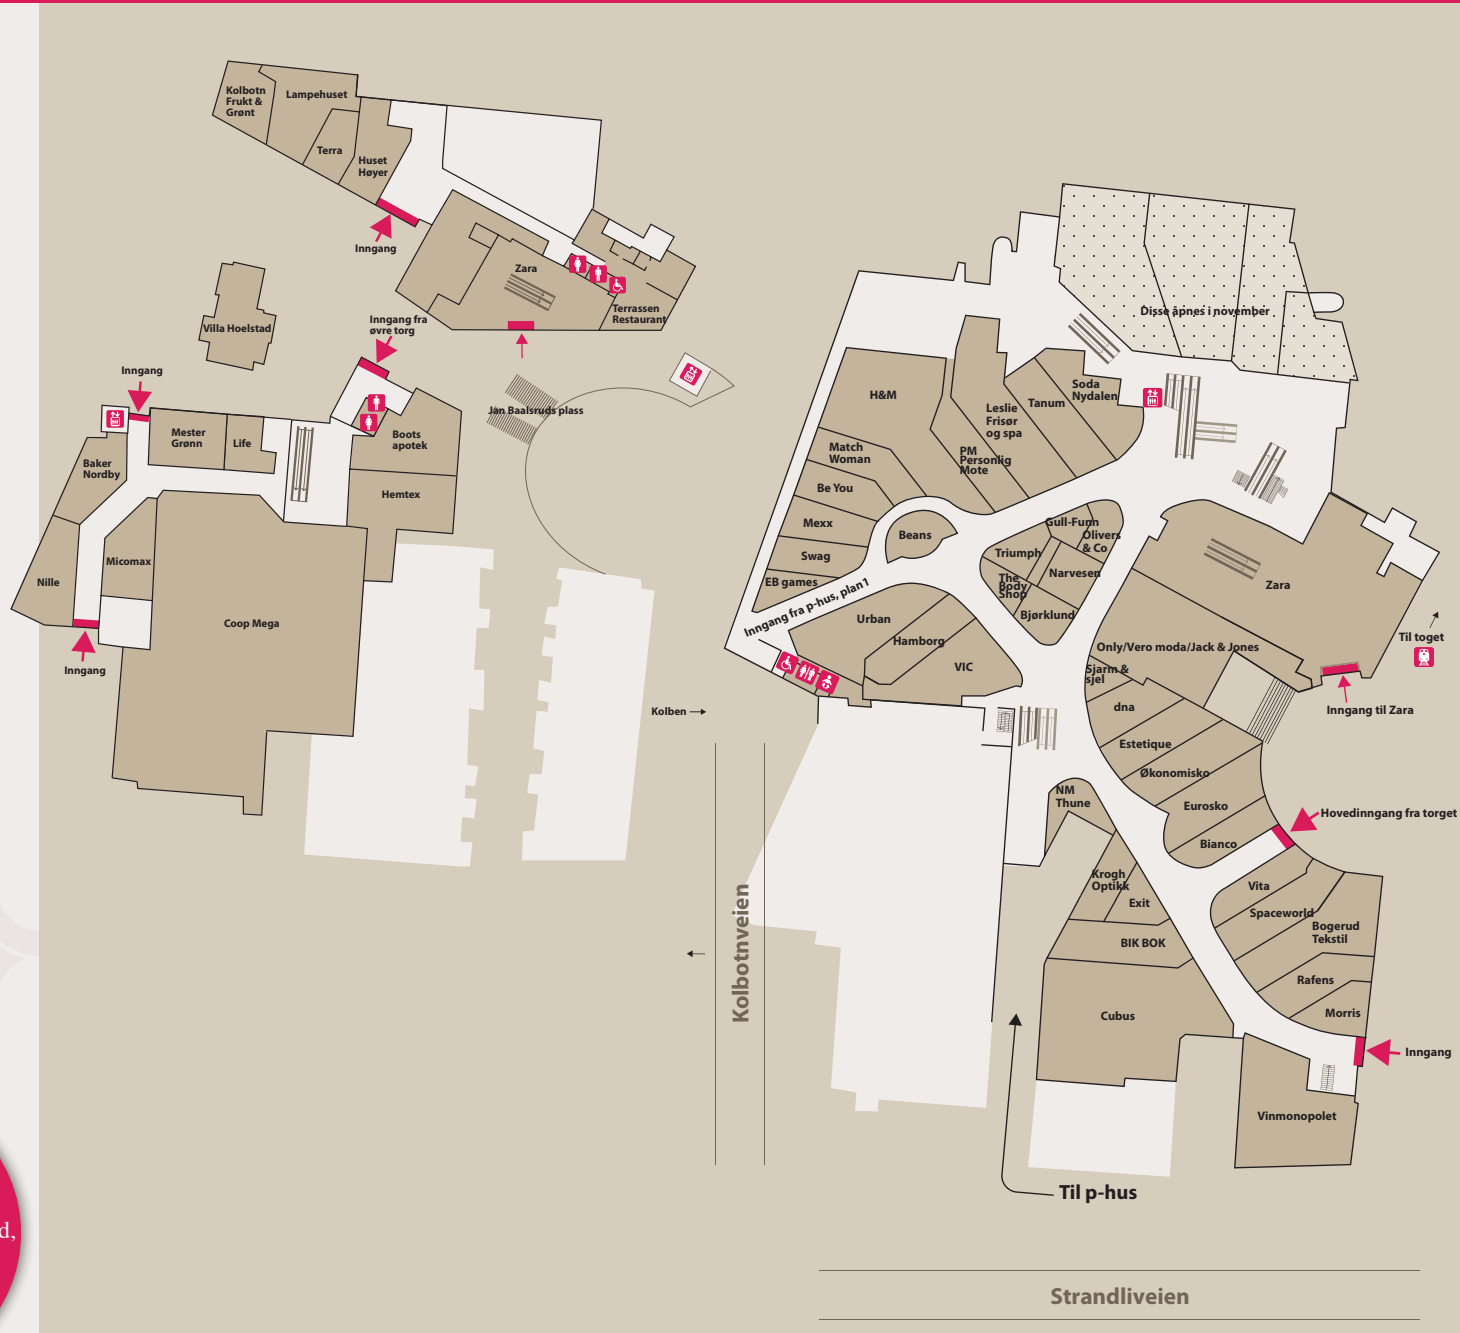 Kolbotn
Frukt &
Grønt
Lampehuset
Terra
Huset
Høyer
Inngang
Zara
Terrassen
Restaurant
Villa Hoelstad
Inngang fra
øvre torg
Inngang
Jan Baalsruds plass
Mester
Grønn
Life
Boots
apotek
Baker
Nordby
Hemtex
Micomax
Nille
Coop Mega
Inngang
Kolben
Kolbotnveien
d,
Disse åpnes i november
H&M
Soda
Nydalen
Tanum
Leslie
Frisør
og spa
PM
Personlig
Mote
Match
Woman
Be You
Mexx
Swag
EB games
Beans
Gull-Funn
Olivers
& Co
Triumph
Narvesen
The
Body
Shop
Bjørklund
Inngang fra p-hus, plan1
Urban
Hamborg
VIC
Zara
Til toget
Only/Vero moda/Jack & Jones
Sjarm &
sjel
Inngang til Zara
dna
Estetique
Økonomisko
Eurosko
Bianco
Hovedinngang fra torget
NM
Thune
Krogh
Optikk
Exit
BIK BOK
Cubus
Vita
Spaceworld
Bogerud
Tekstil
Rafens
Morris
Inngang
Vinmonopolet
Til p-hus
Strandliveien